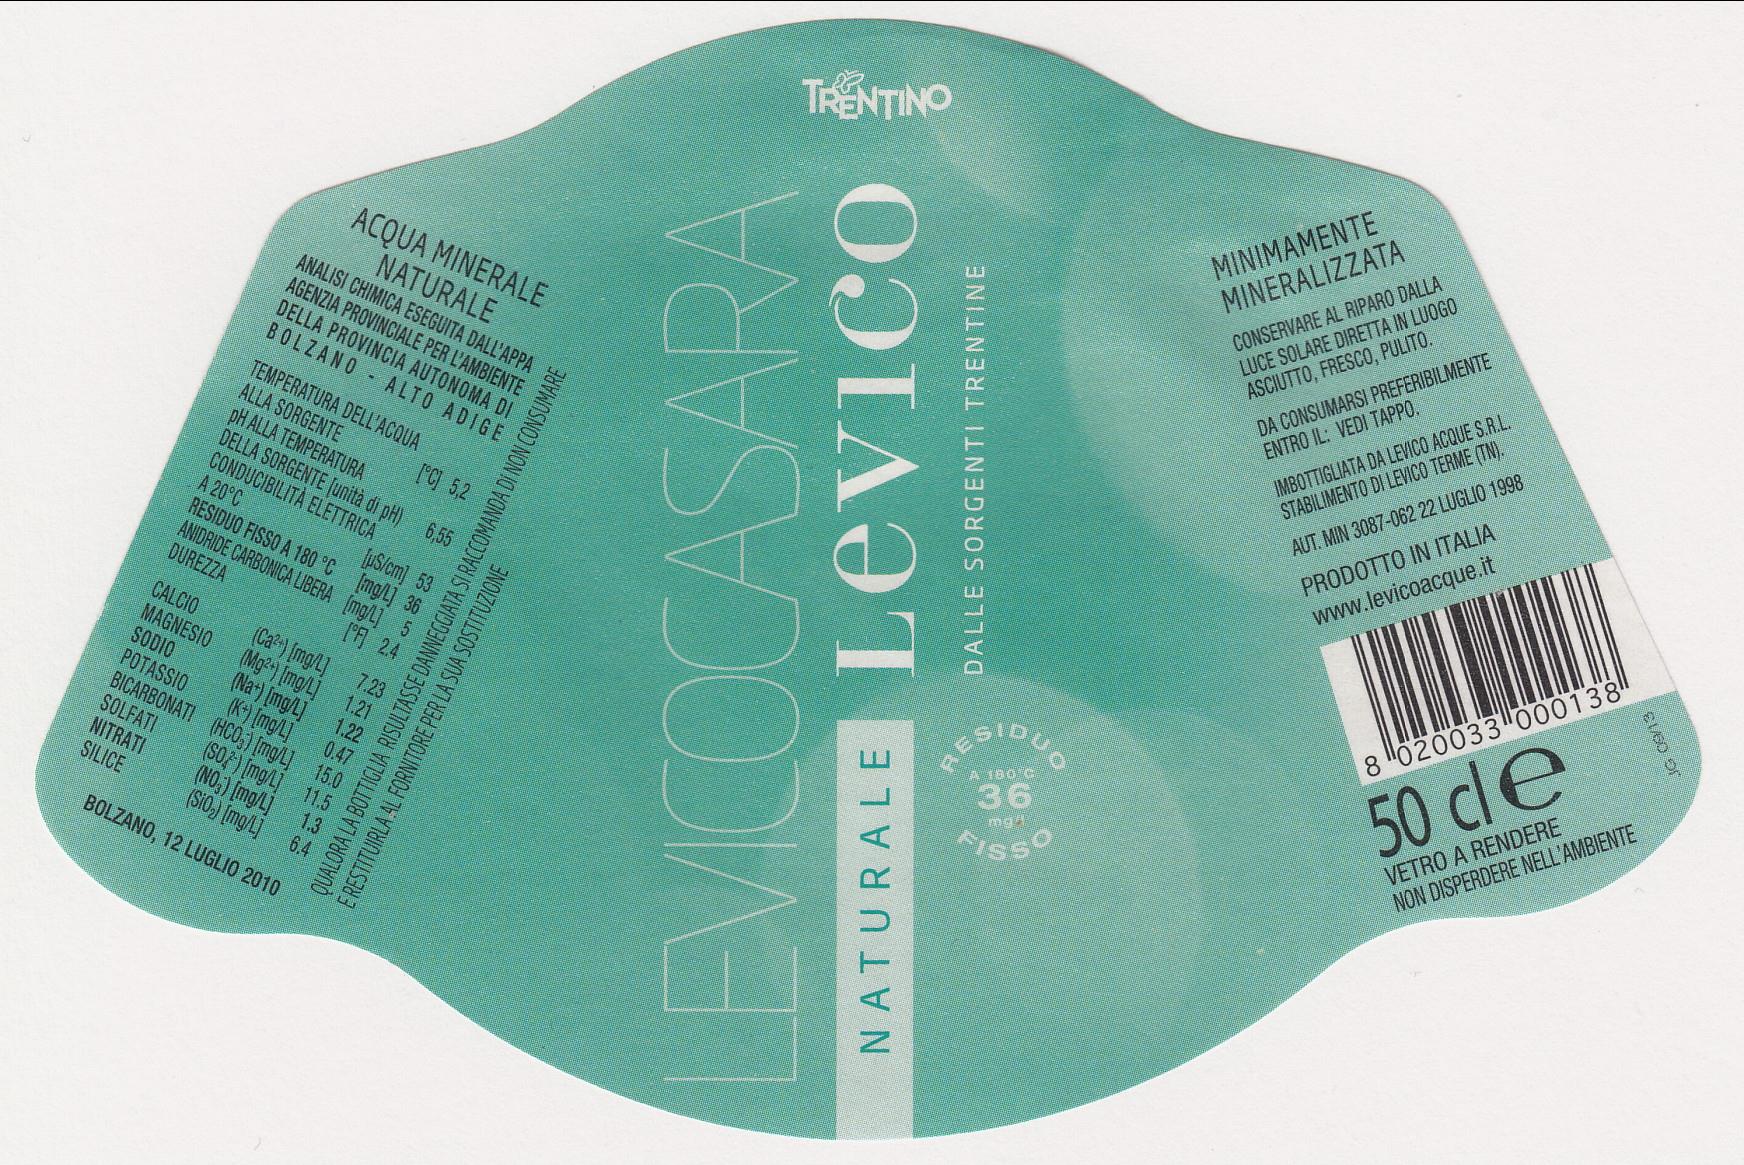 ACQUA MINERALE
NATURALE
ANALISI CHIMICA ESEGUITA DALL'APPA
AGENZIA PROVINCIALE PER L'AMBIENTE
DELLA PROVINCIA AUTONOMA DI
BOLZANO - ALTO ADIGE
TEMPERATURA DELL'ACQUA
ALLA SORGENTE [°C] 5,2
pH ALLA TEMPERATURA
DELLA SORGENTE (unità di pH) 6,55
CONDUCIBILITÀ ELETTRICA
A 20°C [µS/cm] 53
RESIDUO FISSO A 180 °C [mg/L] 36
ANIDRIDE CARBONICA LIBERA [mg/L] 5
DUREZZA [°F] 2.4
CALCIO (Ca²⁺) [mg/L] 7.23
MAGNESIO (Mg²⁺) [mg/L] 1.21
SODIO (Na+) [mg/L] 1.22
POTASSIO (K⁺) [mg/L] 0.47
BICARBONATI (HCO₃⁻) [mg/L] 15.0
SOLFATI (SO₄²⁻) [mg/L] 11.5
NITRATI (NO₃⁻) [mg/L] 1.3
SILICE (SiO₂) [mg/L] 6.4
BOLZANO, 12 LUGLIO 2010
QUALORA LA BOTTIGLIA RISULTASSE DANNEGGIATA SI RACCOMANDA DI NON CONSUMARE
E RESTITUIRLA AL FORNITORE PER LA SUA SOSTITUZIONE
TRENTINO
LEVICOCASARA
Levico
NATURALE
DALLE SORGENTI TRENTINE
RESIDUO
A 180°C
36
mg/l
FISSO
MINIMAMENTE
MINERALIZZATA
CONSERVARE AL RIPARO DALLA
LUCE SOLARE DIRETTA IN LUOGO
ASCIUTTO, FRESCO, PULITO.
DA CONSUMARSI PREFERIBILMENTE
ENTRO IL: VEDI TAPPO.
IMBOTTIGLIATA DA LEVICO ACQUE S.R.L.
STABILIMENTO DI LEVICO TERME (TN).
AUT. MIN 3087-062 22 LUGLIO 1998
PRODOTTO IN ITALIA
www.levicoacque.it
8 020033 000138
50 cl e
VETRO A RENDERE
NON DISPERDERE NELL'AMBIENTE